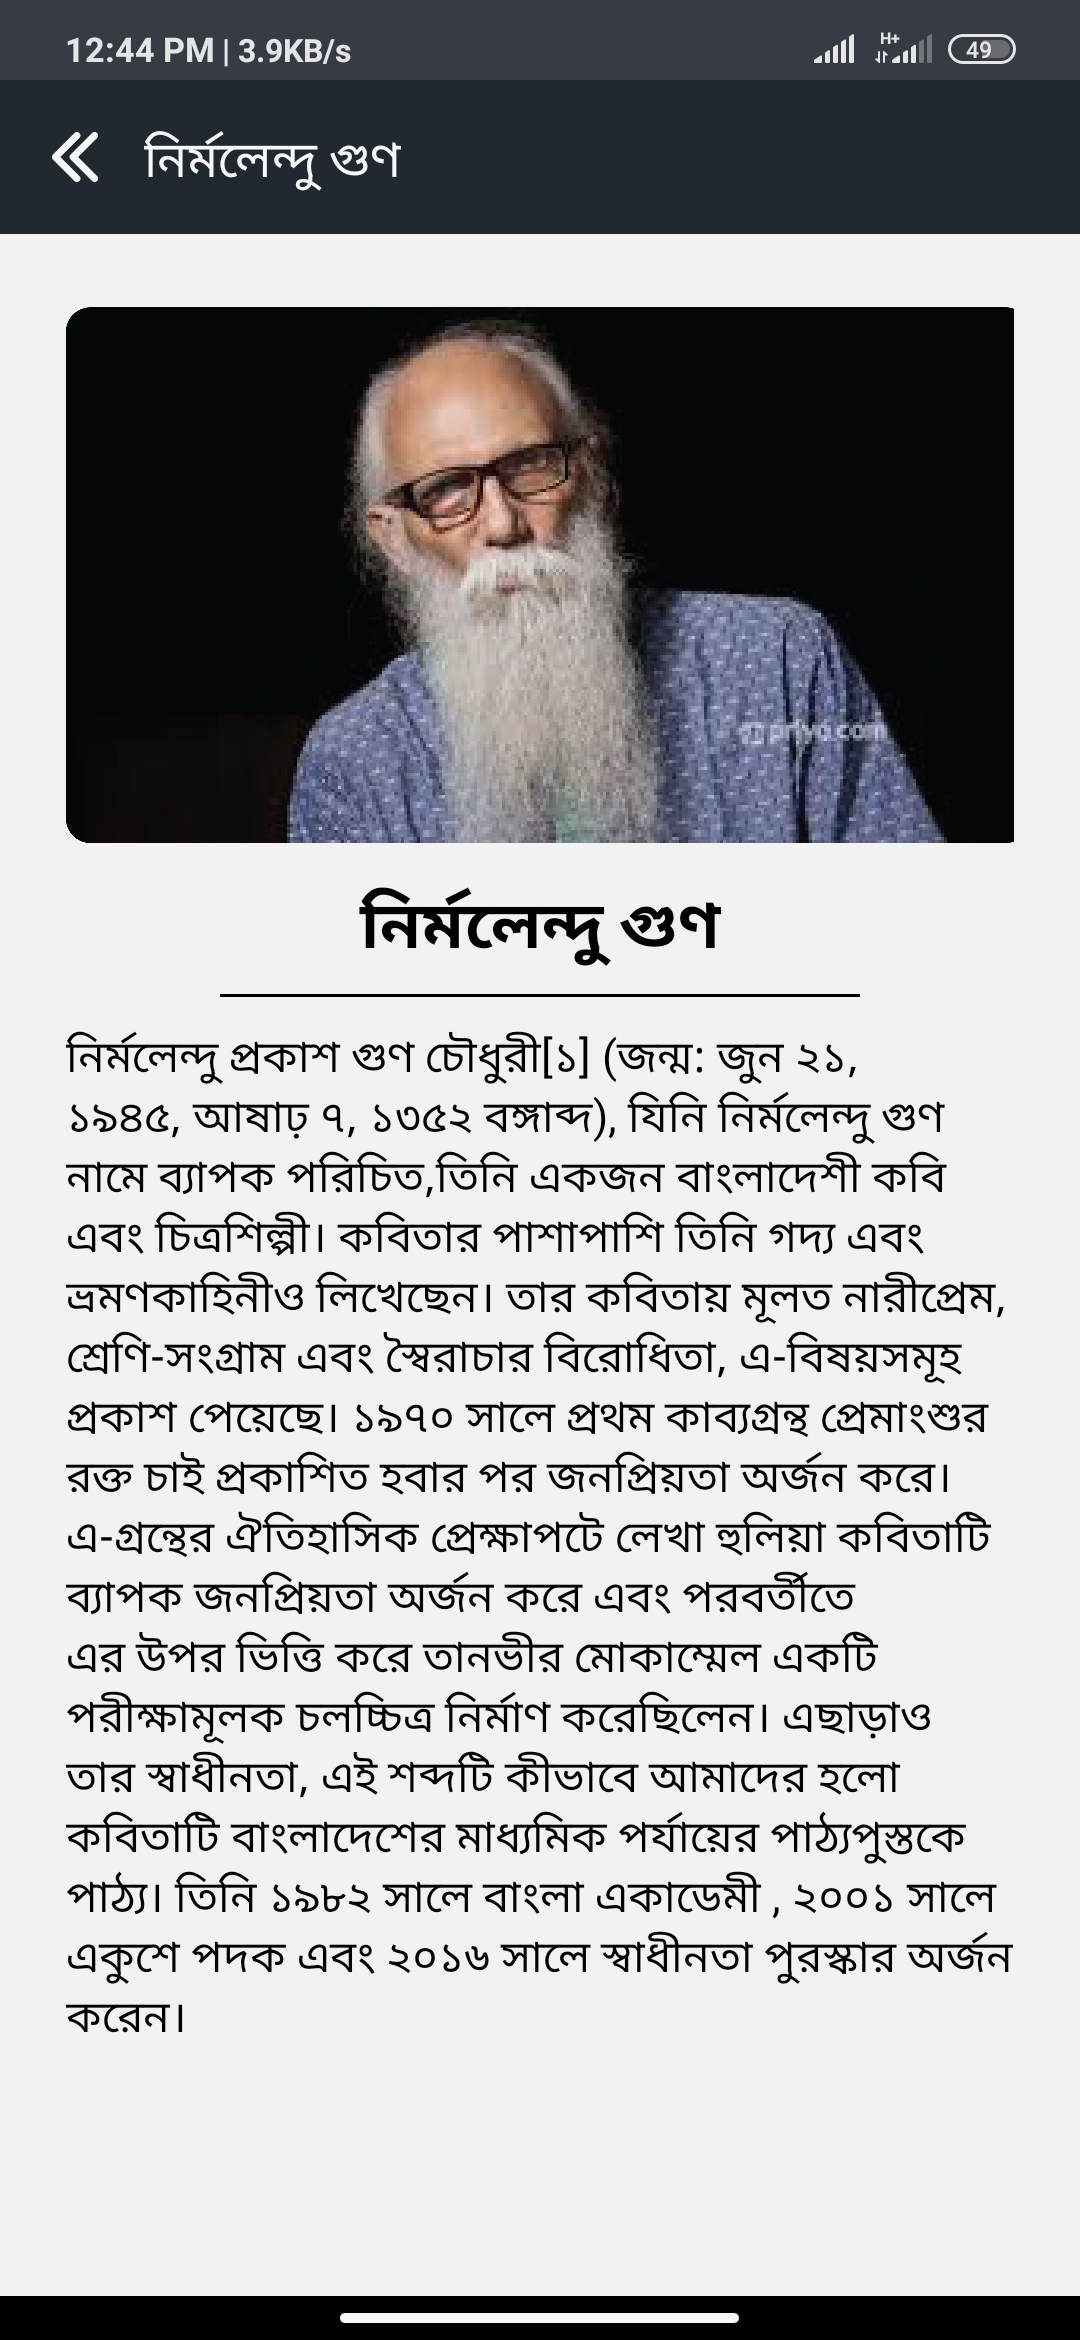 12:44 PM | 3.9KB/s
H+
49
নির্মলেন্দু গুণ
priyo.com
নির্মলেন্দু গুণ
নির্মলেন্দু প্রকাশ গুণ চৌধুরী[১] (জন্ম: জুন ২১,
১৯৪৫, আষাঢ় ৭, ১৩৫২ বঙ্গাব্দ), যিনি নির্মলেন্দু গুণ
নামে ব্যাপক পরিচিত,তিনি একজন বাংলাদেশী কবি
এবং চিত্রশিল্পী। কবিতার পাশাপাশি তিনি গদ্য এবং
ভ্রমণকাহিনীও লিখেছেন। তার কবিতায় মূলত নারীপ্রেম,
শ্রেণি-সংগ্রাম এবং স্বৈরাচার বিরোধিতা, এ-বিষয়সমূহ
প্রকাশ পেয়েছে। ১৯৭০ সালে প্রথম কাব্যগ্রন্থ প্রেমাংশুর
রক্ত চাই প্রকাশিত হবার পর জনপ্রিয়তা অর্জন করে।
এ-গ্রন্থের ঐতিহাসিক প্রেক্ষাপটে লেখা হুলিয়া কবিতাটি
ব্যাপক জনপ্রিয়তা অর্জন করে এবং পরবর্তীতে
এর উপর ভিত্তি করে তানভীর মোকাম্মেল একটি
পরীক্ষামূলক চলচ্চিত্র নির্মাণ করেছিলেন। এছাড়াও
তার স্বাধীনতা, এই শব্দটি কীভাবে আমাদের হলো
কবিতাটি বাংলাদেশের মাধ্যমিক পর্যায়ের পাঠ্যপুস্তকে
পাঠ্য। তিনি ১৯৮২ সালে বাংলা একাডেমী , ২০০১ সালে
একুশে পদক এবং ২০১৬ সালে স্বাধীনতা পুরস্কার অর্জন
করেন।